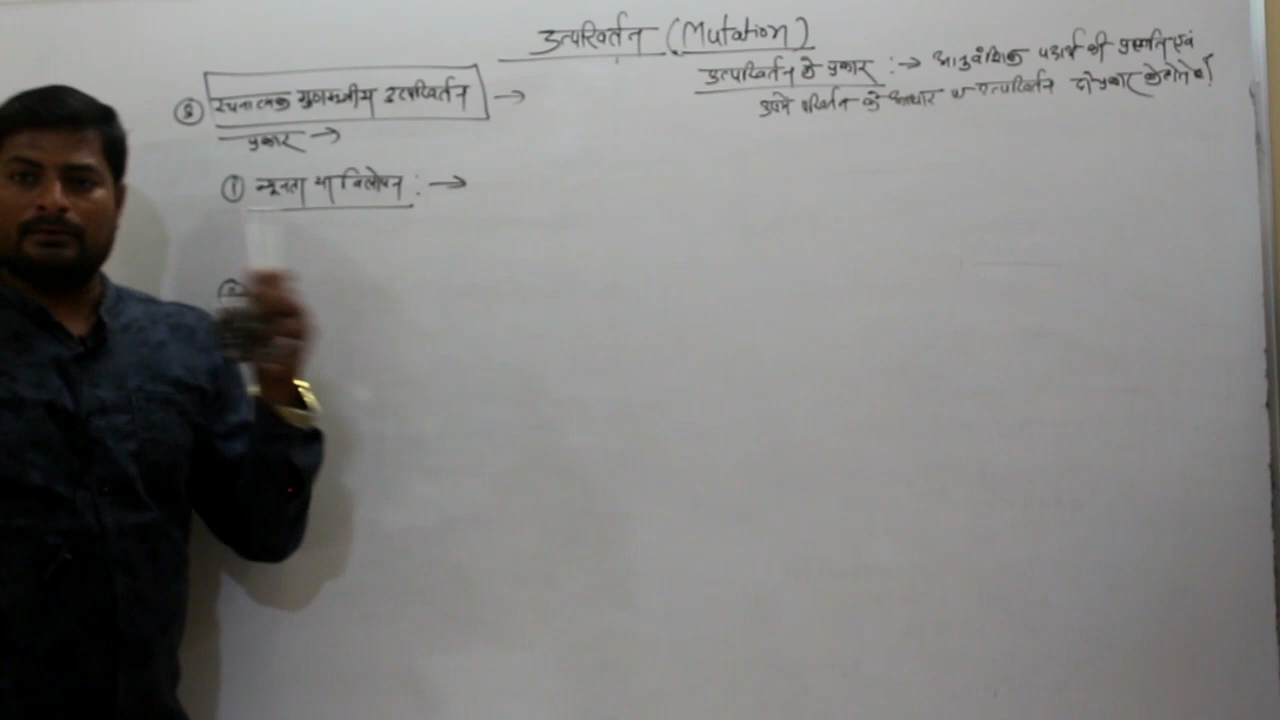 उत्परिवर्तन (Mutation)
उत्परिवर्तन के प्रकार :→ आनुवंशिक पदार्थ की प्रकृति एवं
उसमें परिवर्तन के आधार पर उत्परिवर्तन दो प्रकार के होते हैं।
② रचनात्मक गुणसूत्रीय उत्परिवर्तन →
प्रकार →
① न्यूनता या विलोपन :→